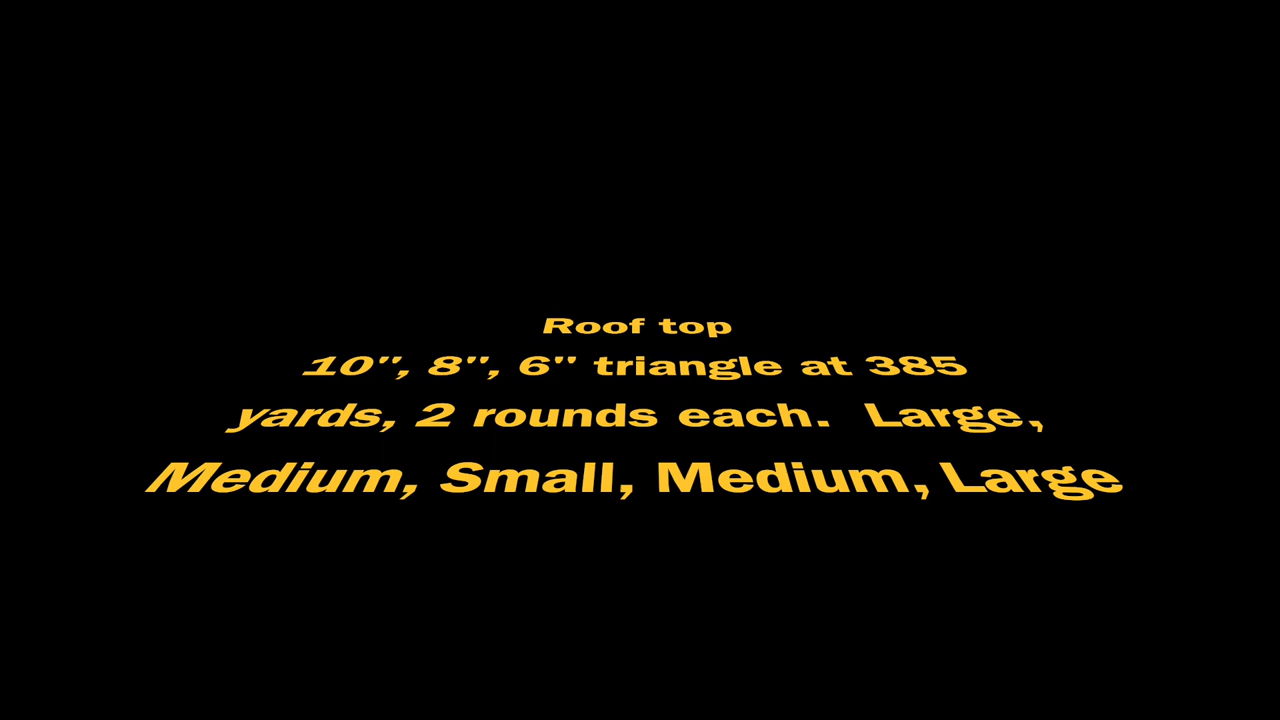 Roof top
10", 8", 6" triangle at 385
yards, 2 rounds each.  Large,
Medium, Small, Medium, Large